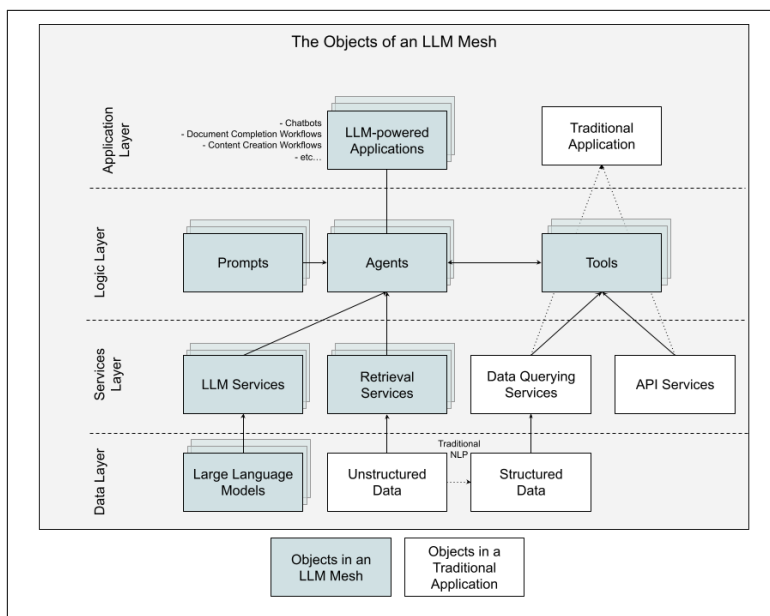 The Objects of an LLM Mesh
Application
Layer
- Chatbots
- Document Completion Workflows
- Content Creation Workflows
- etc…
LLM-powered
Applications
Traditional
Application
Logic Layer
Prompts
Agents
Tools
Services
Layer
LLM Services
Retrieval
Services
Data Querying
Services
API Services
Data Layer
Large Language
Models
Unstructured
Data
Traditional
NLP
Structured
Data
Objects in an
LLM Mesh
Objects in a
Traditional
Application